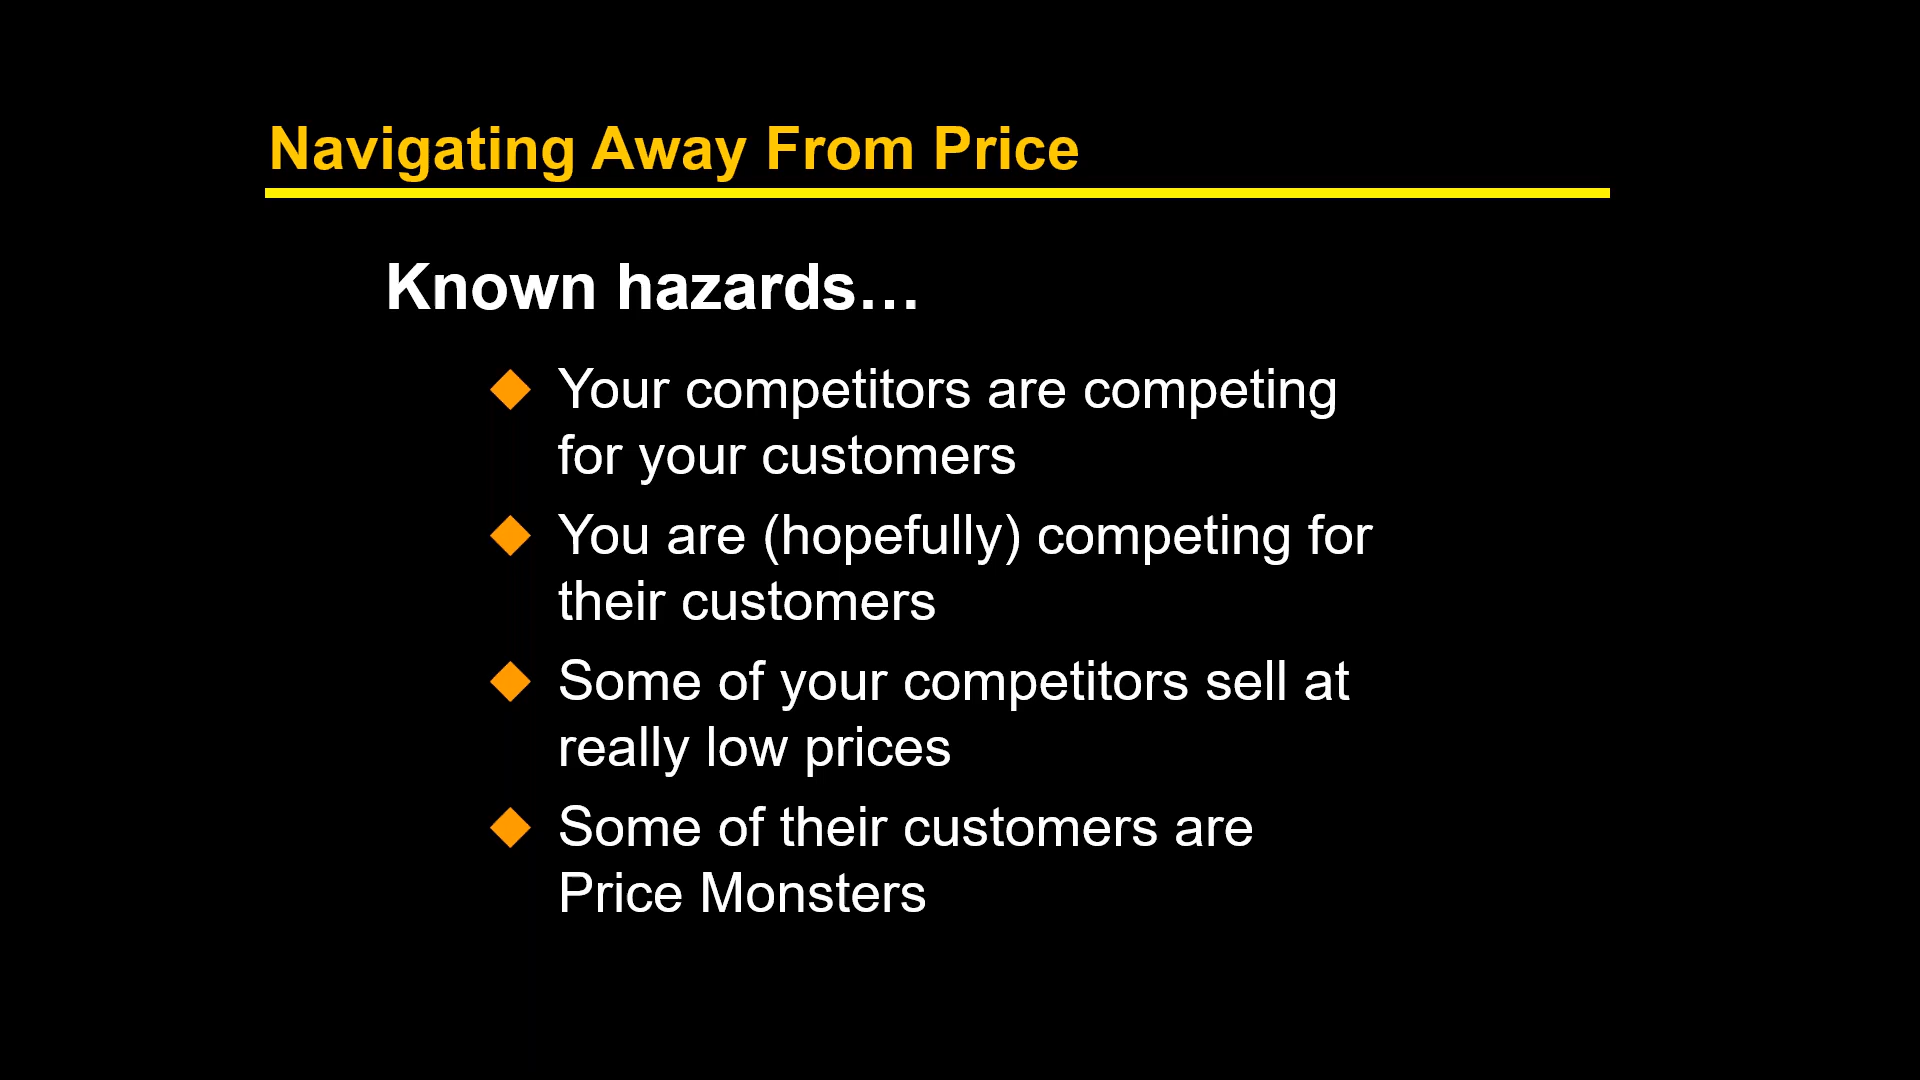 Navigating Away From Price
Known hazards…
Your competitors are competing
for your customers
You are (hopefully) competing for
their customers
Some of your competitors sell at
really low prices
Some of their customers are
Price Monsters